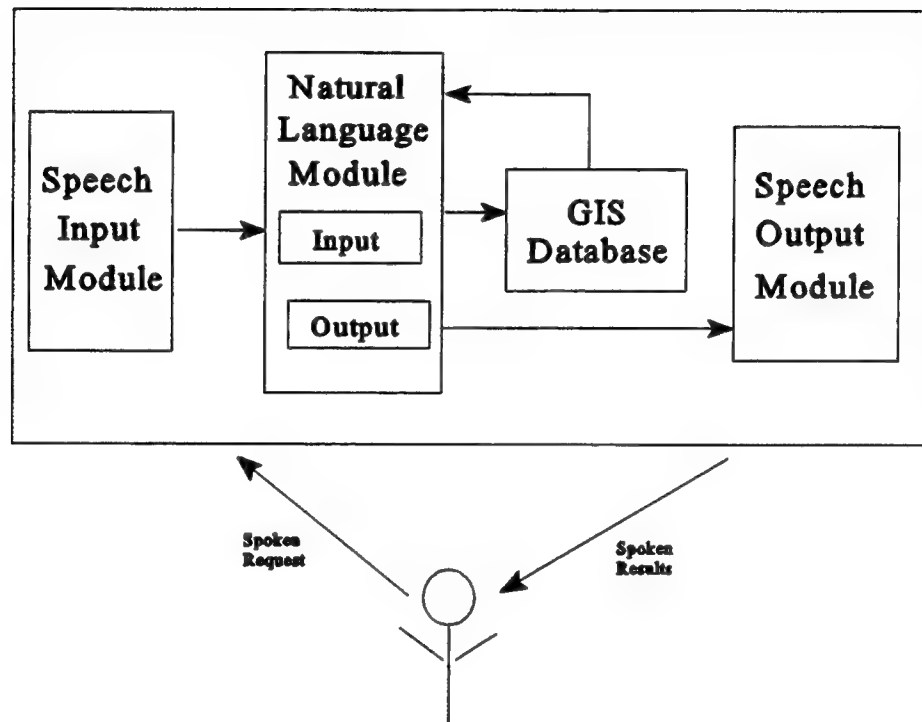 Speech
Input
Module
Natural
Language
Module
Input
Output
GIS
Database
Speech
Output
Module
Spoken
Request
Spoken
Results